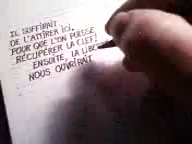 IL SUFFIRAIT
DE L'ATTIRER ICI,
POUR QUE L'ON PUISSE
RÉCUPÉRER LA CLEF!
ENSUITE, LA LIBE
NOUS OUVRIRAIT